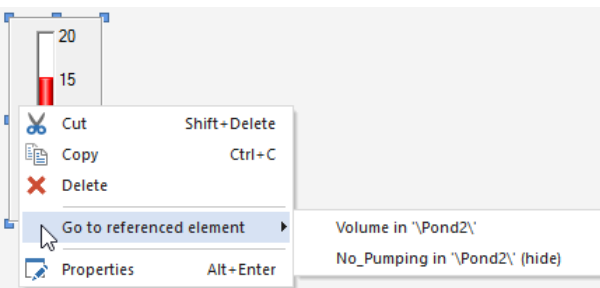 20
15
Cut Shift+Delete
Copy Ctrl+C
Delete
Go to referenced element
Volume in '\Pond2\'
No_Pumping in '\Pond2\' (hide)
Properties Alt+Enter